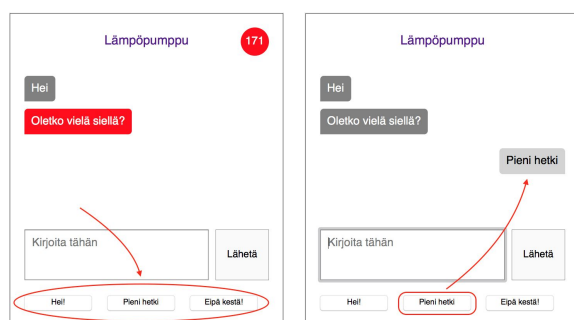 Lämpöpumppu
171
Hei
Oletko vielä siellä?
Kirjoita tähän
Lähetä
Hei!
Pieni hetki
Eipä kestä!
Lämpöpumppu
Hei
Oletko vielä siellä?
Pieni hetki
Kirjoita tähän
Lähetä
Hei!
Pieni hetki
Eipä kestä!